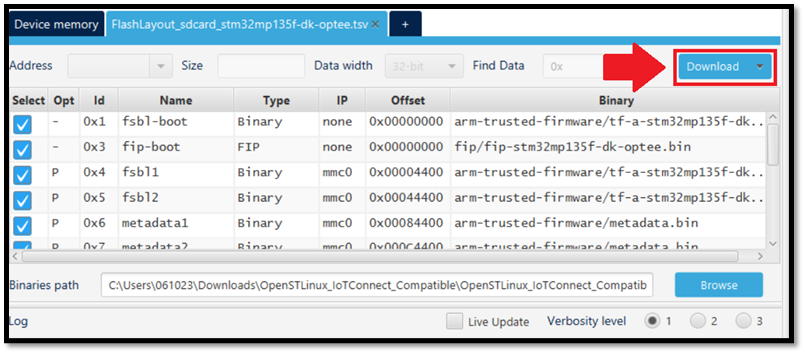 Device memory FlashLayout_sdcard_stm32mp135f-dk-optee.tsv × +
Address Size Data width 32-bit Find Data 0x Download
Select Opt Id Name Type IP Offset Binary
- 0x1 fsbl-boot Binary none 0x00000000 arm-trusted-firmware/tf-a-stm32mp135f-dk..
- 0x3 fip-boot FIP none 0x00000000 fip/fip-stm32mp135f-dk-optee.bin
P 0x4 fsbl1 Binary mmc0 0x00004400 arm-trusted-firmware/tf-a-stm32mp135f-dk..
P 0x5 fsbl2 Binary mmc0 0x00044400 arm-trusted-firmware/tf-a-stm32mp135f-dk..
P 0x6 metadata1 Binary mmc0 0x00084400 arm-trusted-firmware/metadata.bin
P 0x7 metadata2 Binary mmc0 0x000C4400 arm-trusted-firmware/metadata.bin
Binaries path C:\Users\061023\Downloads\OpenSTLinux_IoTConnect_Compatible\OpenSTLinux_IoTConnect_Compatib Browse
Log Live Update Verbosity level 1 2 3